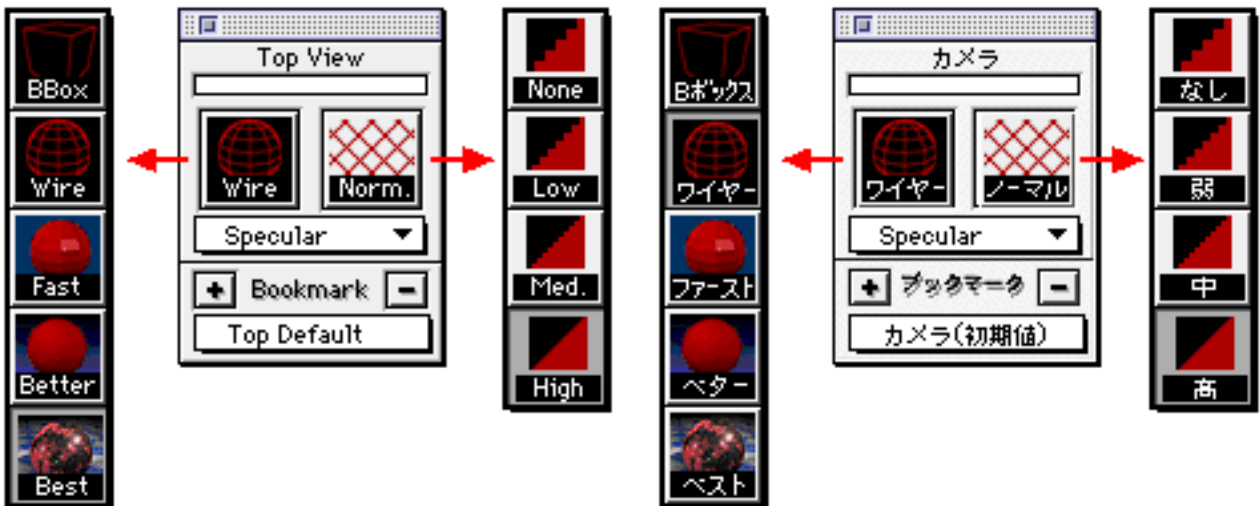 BBox
Wire
Fast
Better
Best
Top View
Wire
Norm.
Specular
+ Bookmark -
Top Default
None
Low
Med.
High
Bボックス
ワイヤー
ファースト
ベター
ベスト
カメラ
ワイヤー
ノーマル
Specular
+ ブックマーク -
カメラ(初期値)
なし
弱
中
高